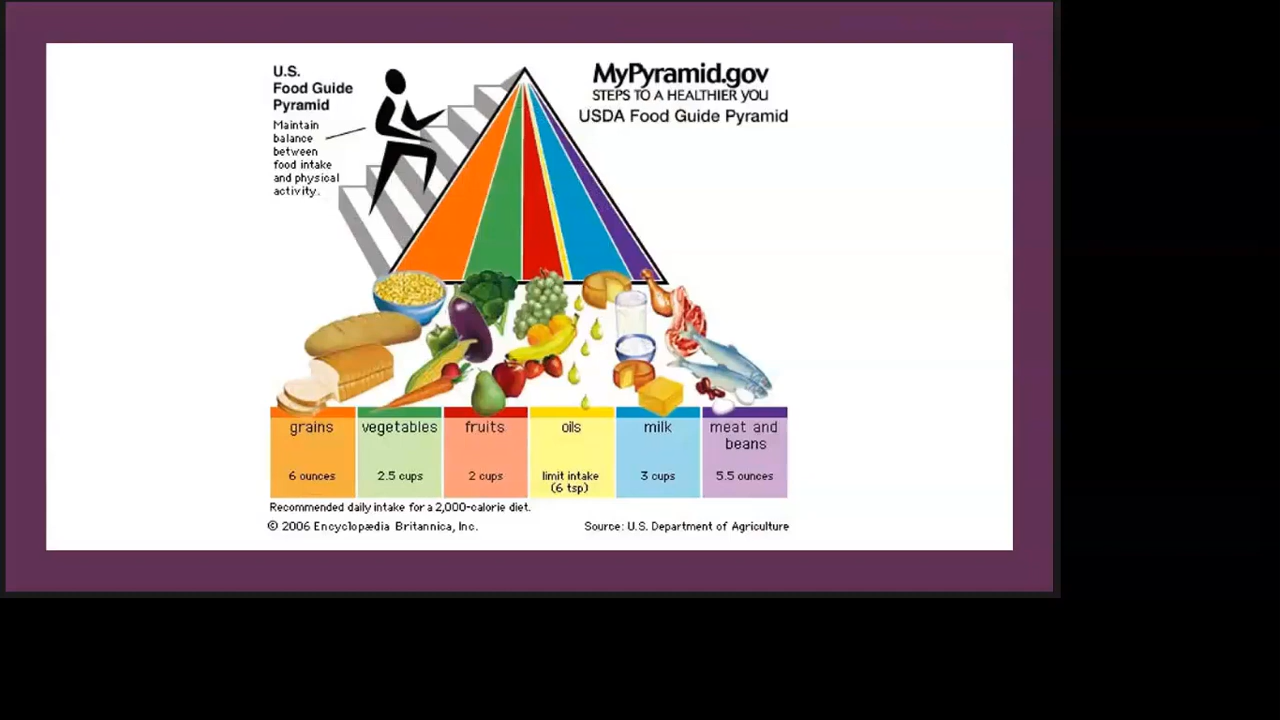 U.S.
Food Guide
Pyramid
Maintain
balance
between
food intake
and physical
activity.
MyPyramid.gov
STEPS TO A HEALTHIER YOU
USDA Food Guide Pyramid
grains
6 ounces
vegetables
2.5 cups
fruits
2 cups
oils
limit intake
(6 tsp)
milk
3 cups
meat and
beans
5.5 ounces
Recommended daily intake for a 2,000-calorie diet.
© 2006 Encyclopædia Britannica, Inc.
Source: U.S. Department of Agriculture